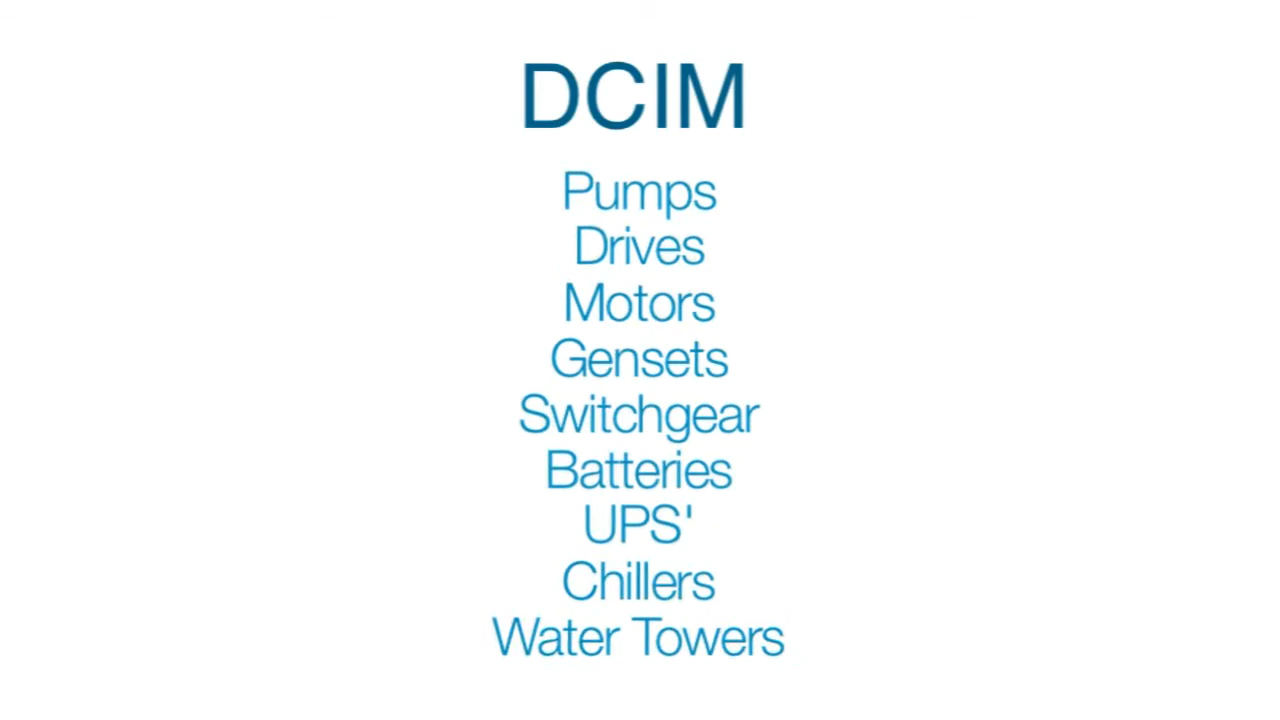 DCIM
Pumps
Drives
Motors
Gensets
Switchgear
Batteries
UPS'
Chillers
Water Towers